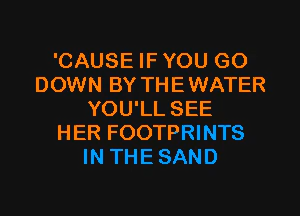 'CAUSE IF YOU GO
DOWN BY THE WATER
YOU'LL SEE
HER FOOTPRINTS
IN THE SAND